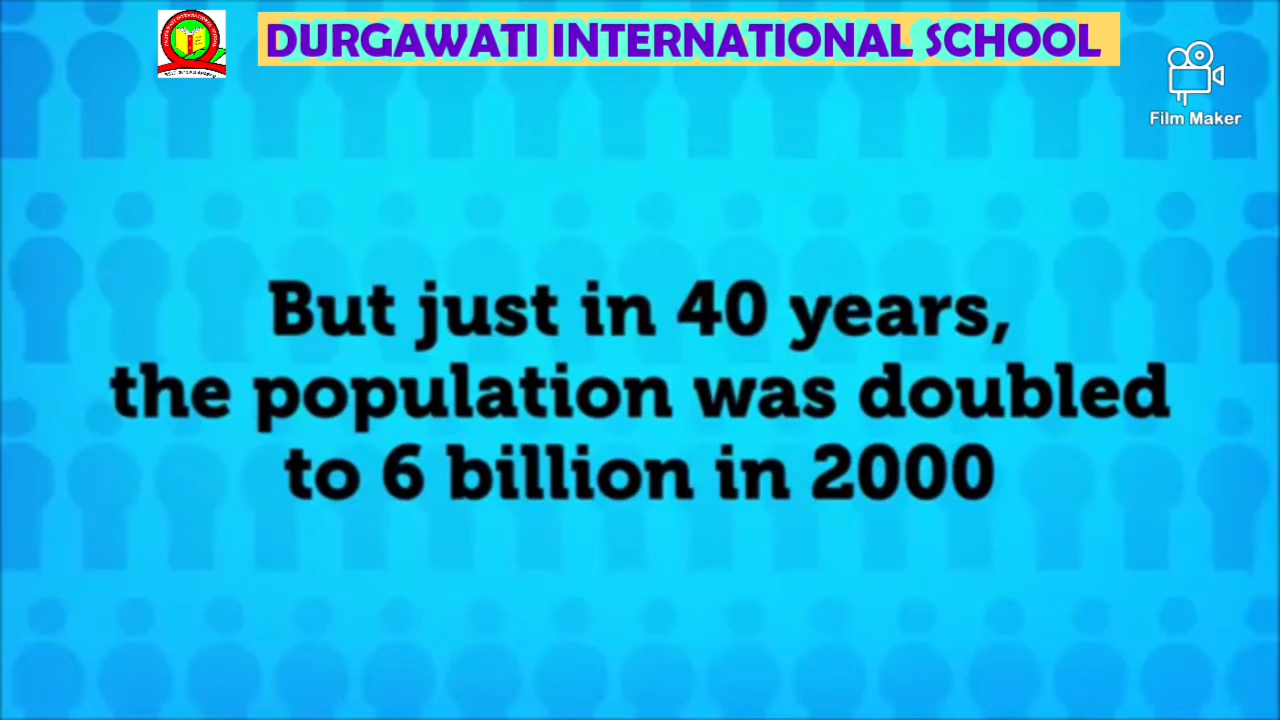 DURGAWATI INTERNATIONAL SCHOOL
Film Maker
But just in 40 years,
the population was doubled
to 6 billion in 2000